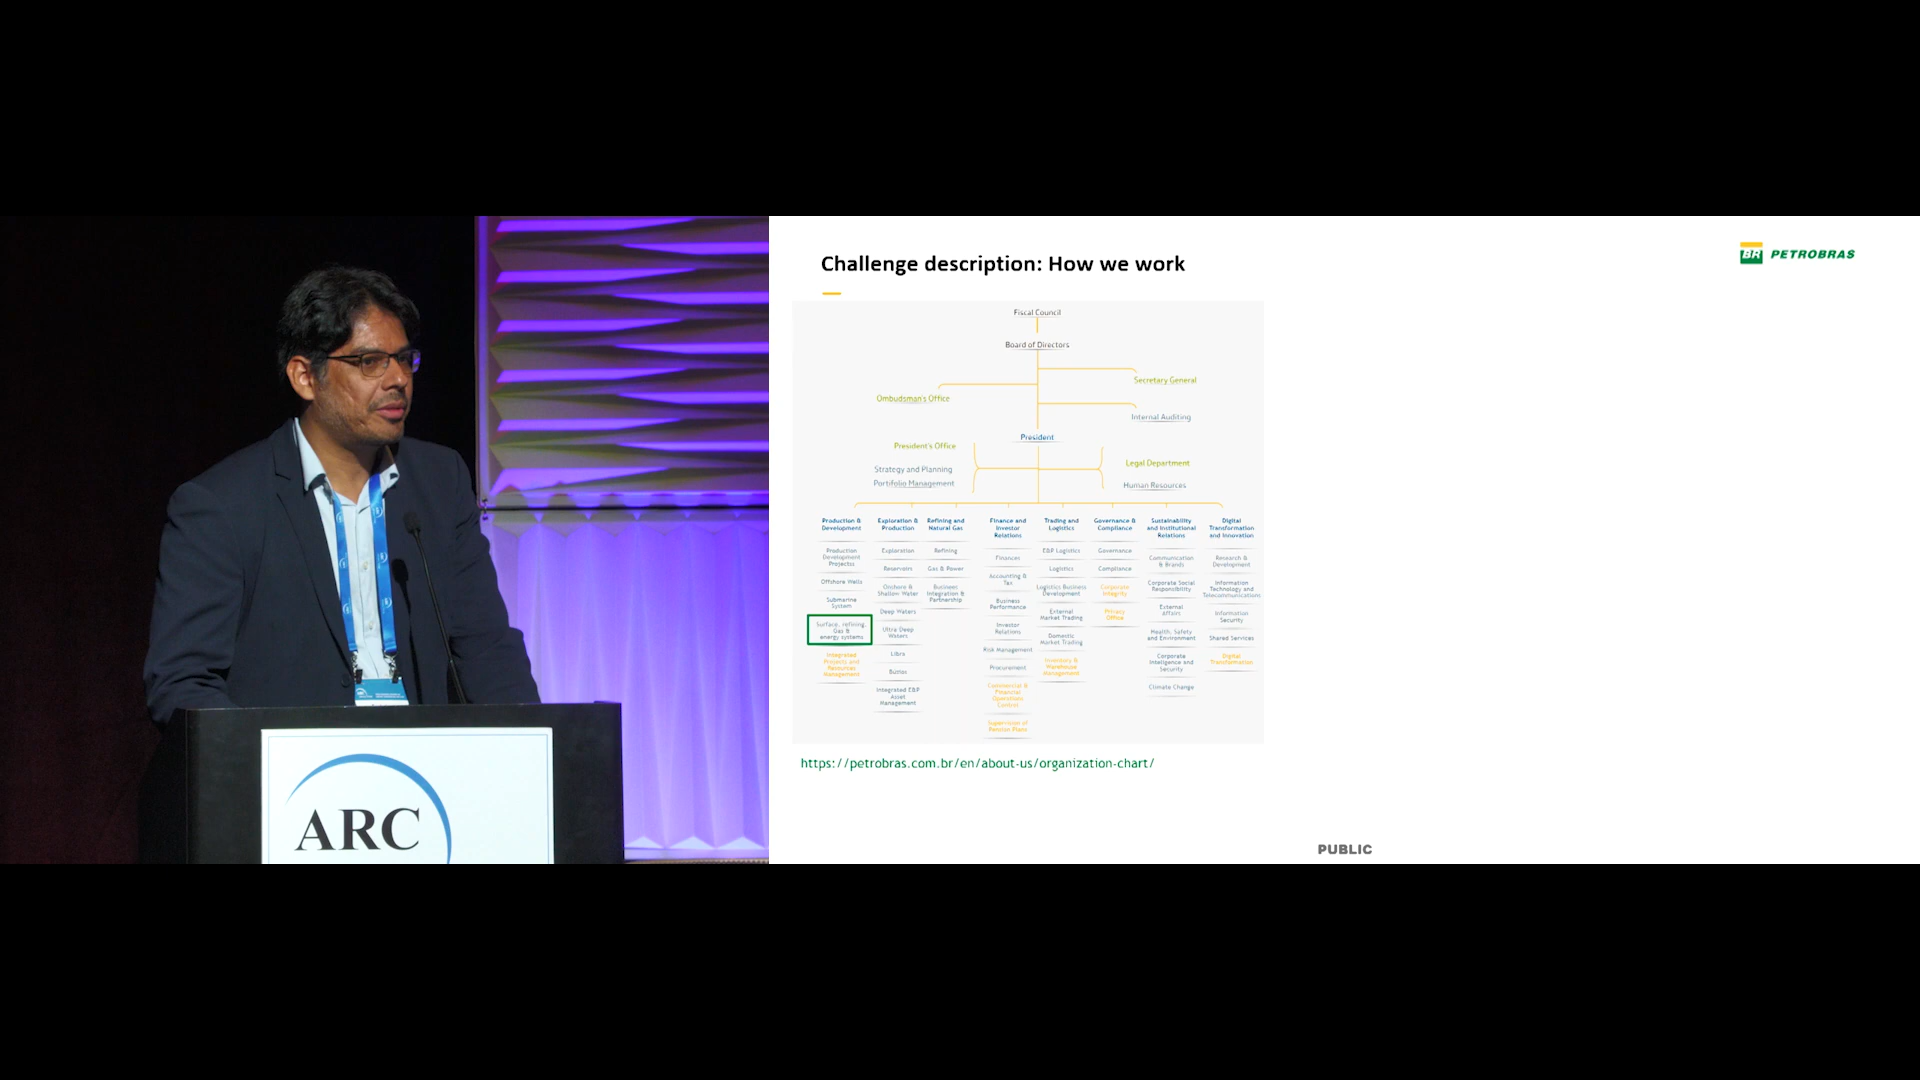 Challenge description: How we work
BR PETROBRAS
Fiscal Council
Board of Directors
Secretary General
Ombudsman's Office
Internal Auditing
President
President's Office
Strategy and Planning
Portifolio Management
Legal Department
Human Resources
Production &
Development
Production
Development
Projectss
Offshore Wells
Submarine
System
Surface, refining,
Gas &
energy systems
Integrated
Projects and
Resources
Management
Exploration &
Production
Exploration
Reservoirs
Onshore &
Shallow Water
Deep Waters
Ultra Deep
Waters
Libra
Búzios
Integrated E&P
Asset
Management
Refining and
Natural Gas
Refining
Gas & Power
Business
Integration &
Partnership
Finance and
Investor
Relations
Finances
Accounting &
Tax
Business
Performance
Investor
Relations
Risk Management
Procurement
Commercial &
Financial
Operations
Control
Supervision of
Pension Plans
Trading and
Logistics
E&P Logistics
Logistics
Logistics Business
Development
External
Market Trading
Domestic
Market Trading
Inventory &
Warehouse
Management
Governance &
Compliance
Governance
Compliance
Corporate
Integrity
Privacy
Office
Sustainability
and Institutional
Relations
Communication
& Brands
Corporate Social
Responsibility
External
Affairs
Health, Safety
and Environment
Corporate
Inteligence and
Security
Climate Change
Digital
Transformation
and Innovation
Research &
Development
Information
Technology and
Telecommunications
Information
Security
Shared Services
Digital
Transformation
https://petrobras.com.br/en/about-us/organization-chart/
PUBLIC
ARC